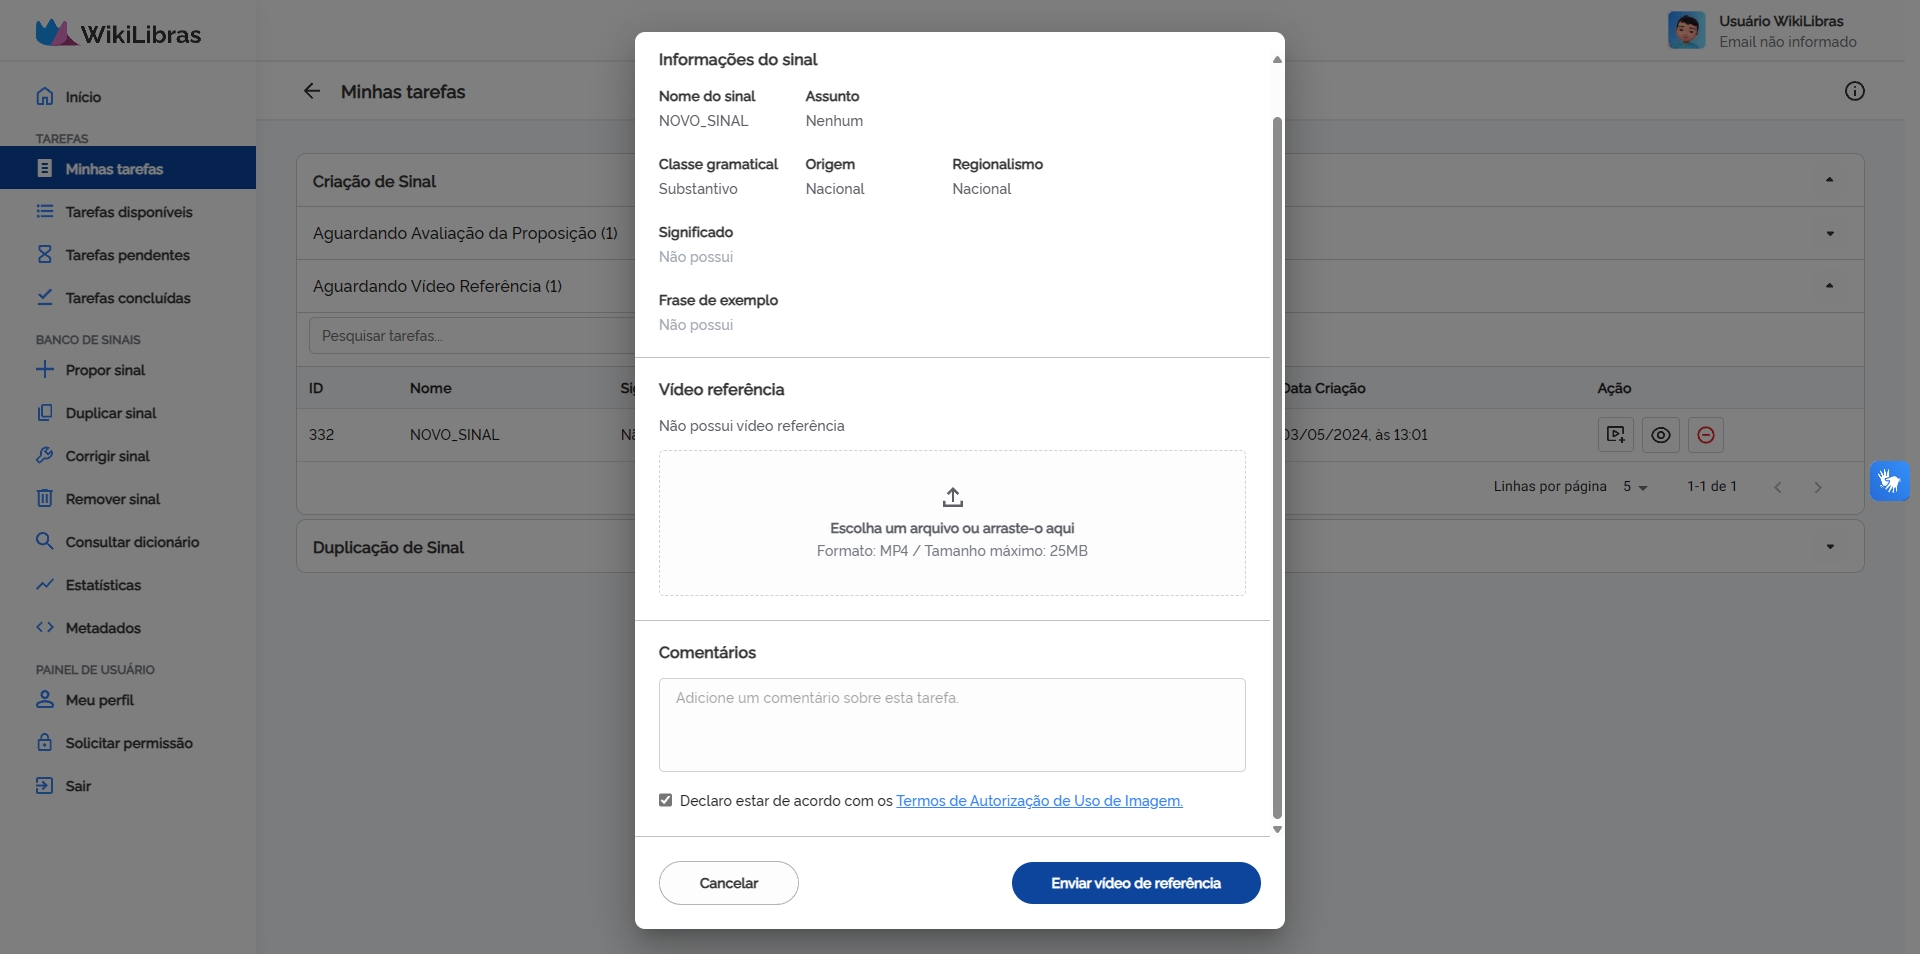 WikiLibras
Usuário WikiLibras
Email não informado
Início
TAREFAS
Minhas tarefas
Tarefas disponíveis
Tarefas pendentes
Tarefas concluídas
BANCO DE SINAIS
Propor sinal
Duplicar sinal
Corrigir sinal
Remover sinal
Consultar dicionário
Estatísticas
Metadados
PAINEL DE USUÁRIO
Meu perfil
Solicitar permissão
Sair
Minhas tarefas
Criação de Sinal
Aguardando Avaliação da Proposição (1)
Aguardando Vídeo Referência (1)
Pesquisar tarefas...
ID Nome Data Criação Ação
332 NOVO_SINAL 03/05/2024, às 13:01
Linhas por página 5 1-1 de 1
Duplicação de Sinal
Informações do sinal
Nome do sinal Assunto
NOVO_SINAL Nenhum
Classe gramatical Origem Regionalismo
Substantivo Nacional Nacional
Significado
Não possui
Frase de exemplo
Não possui
Vídeo referência
Não possui vídeo referência
Escolha um arquivo ou arraste-o aqui
Formato: MP4 / Tamanho máximo: 25MB
Comentários
Adicione um comentário sobre esta tarefa.
Declaro estar de acordo com os Termos de Autorização de Uso de Imagem.
Cancelar Enviar vídeo de referência